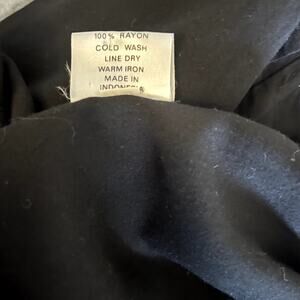 100% RAYON
COLD WASH
LINE DRY
WARM IRON
MADE IN
INDONESIA